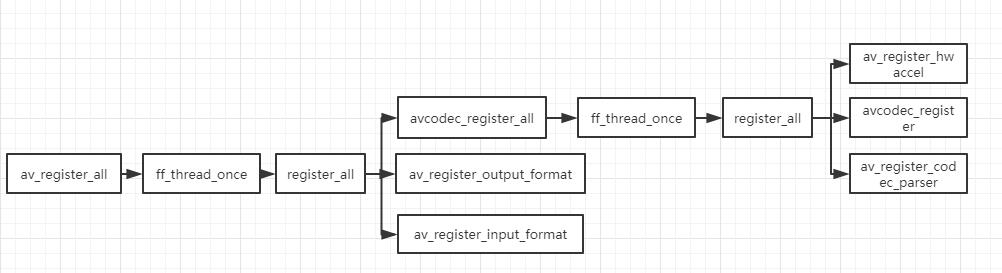 av_register_all
ff_thread_once
register_all
avcodec_register_all
av_register_output_format
av_register_input_format
ff_thread_once
register_all
av_register_hw
accel
avcodec_regist
er
av_register_cod
ec_parser